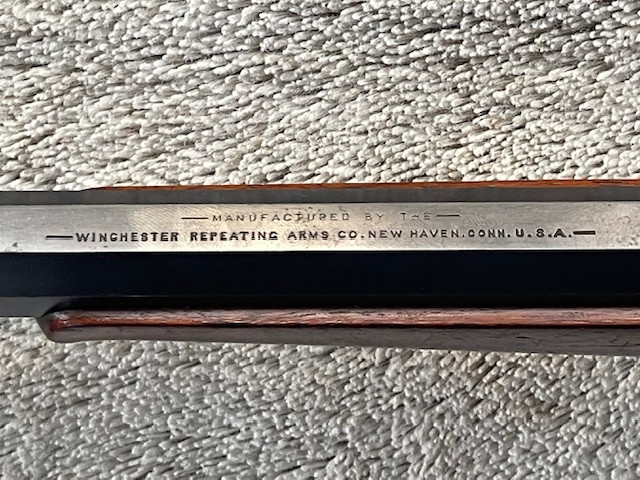 —MANUFACTURED BY THE—
—WINCHESTER REPEATING ARMS CO. NEW HAVEN. CONN. U.S.A.—